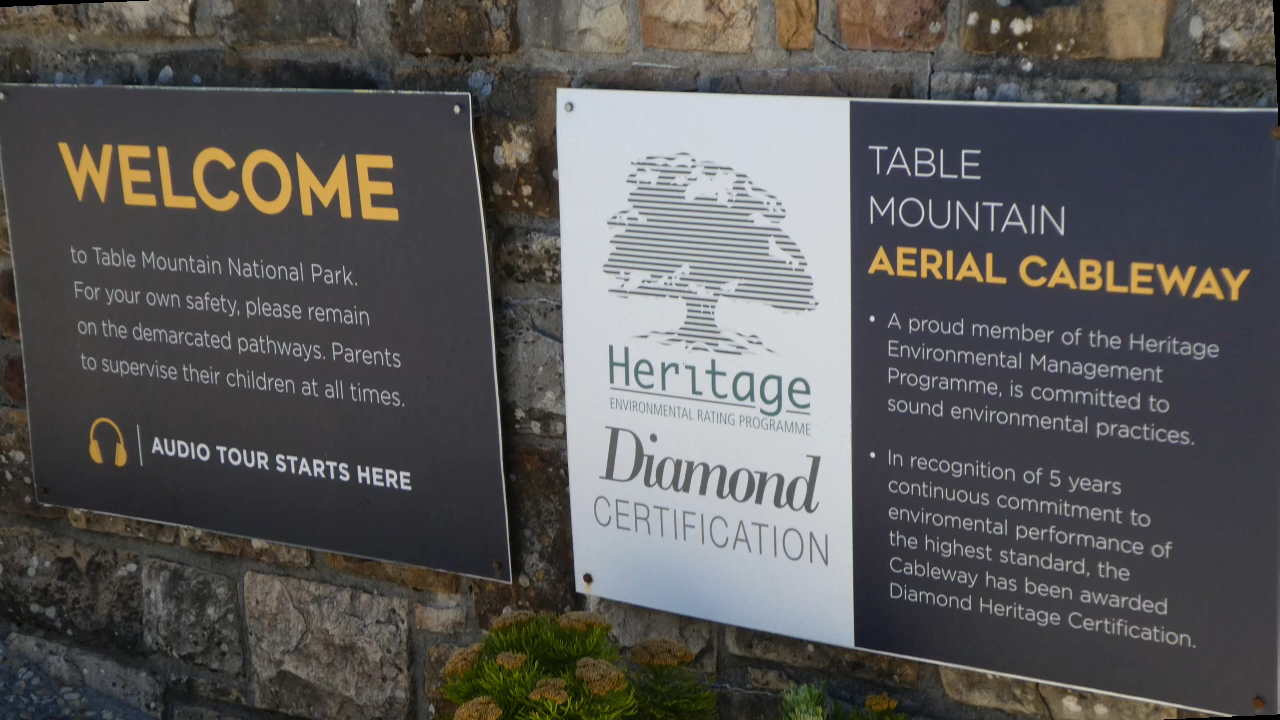 WELCOME
to Table Mountain National Park.
For your own safety, please remain
on the demarcated pathways. Parents
to supervise their children at all times.
AUDIO TOUR STARTS HERE
Heritage
ENVIRONMENTAL RATING PROGRAMME
Diamond
CERTIFICATION
TABLE
MOUNTAIN
AERIAL CABLEWAY
• A proud member of the Heritage
Environmental Management
Programme, is committed to
sound environmental practices.
• In recognition of 5 years
continuous commitment to
enviromental performance of
the highest standard, the
Cableway has been awarded
Diamond Heritage Certification.